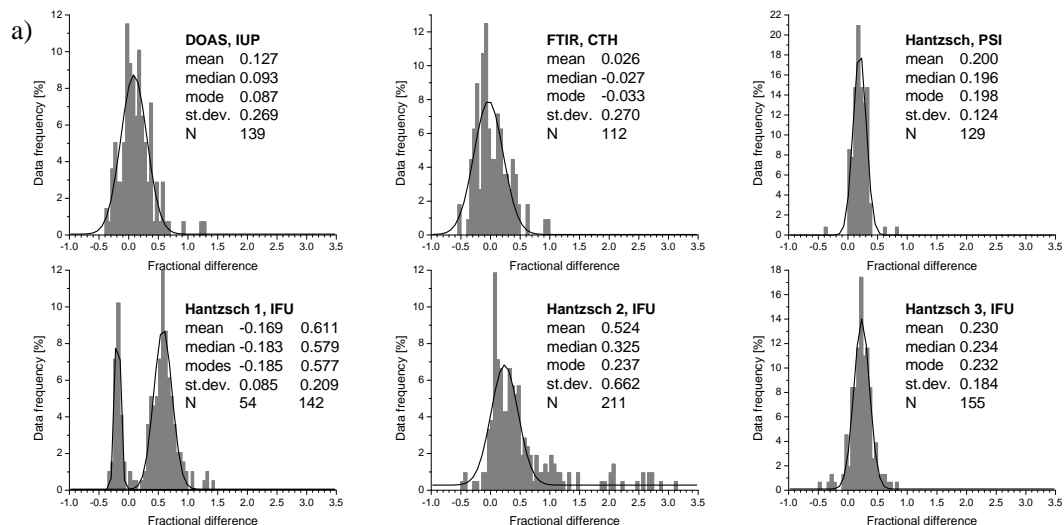 a)
DOAS, IUP
mean 0.127
median 0.093
mode 0.087
st.dev. 0.269
N 139
Data frequency [%]
12
10
8
6
4
2
0
-1.0 -0.5 0.0 0.5 1.0 1.5 2.0 2.5 3.0 3.5
Fractional difference
FTIR, CTH
mean 0.026
median -0.027
mode -0.033
st.dev. 0.270
N 112
Data frequency [%]
12
10
8
6
4
2
0
-1.0 -0.5 0.0 0.5 1.0 1.5 2.0 2.5 3.0 3.5
Fractional difference
Hantzsch, PSI
mean 0.200
median 0.196
mode 0.198
st.dev. 0.124
N 129
Data frequency [%]
22
20
18
16
14
12
10
8
6
4
2
0
-1.0 -0.5 0.0 0.5 1.0 1.5 2.0 2.5 3.0 3.5
Fractional difference
Hantzsch 1, IFU
mean -0.169 0.611
median -0.183 0.579
modes -0.185 0.577
st.dev. 0.085 0.209
N 54 142
Data frequency [%]
12
10
8
6
4
2
0
-1.0 -0.5 0.0 0.5 1.0 1.5 2.0 2.5 3.0 3.5
Fractional difference
Hantzsch 2, IFU
mean 0.524
median 0.325
mode 0.237
st.dev. 0.662
N 211
Data frequency [%]
12
10
8
6
4
2
0
-1.0 -0.5 0.0 0.5 1.0 1.5 2.0 2.5 3.0 3.5
Fractional difference
Hantzsch 3, IFU
mean 0.230
median 0.234
mode 0.232
st.dev. 0.184
N 155
Data frequency [%]
18
15
12
9
6
3
0
-1.0 -0.5 0.0 0.5 1.0 1.5 2.0 2.5 3.0 3.5
Fractional difference